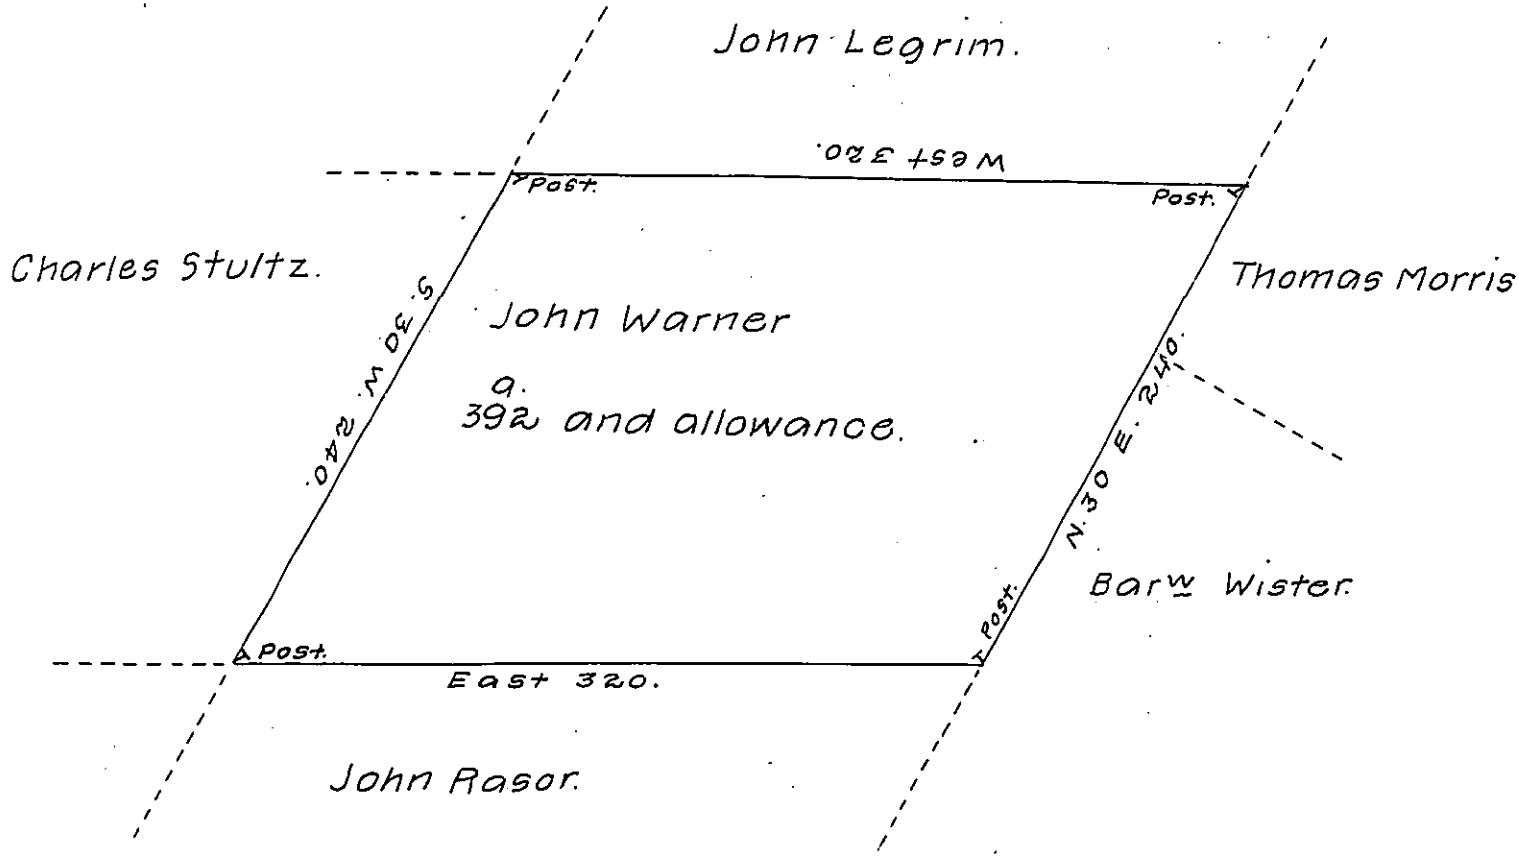 John Legrim.
West 320.
Post.
Post.
Charles Stultz.
Thomas Morris
S. 30 W. 240.
John Warner
a.
392 and allowance.
N. 30 E. 240.
Barw Wister.
Post.
Post.
East 320.
John Rasor.